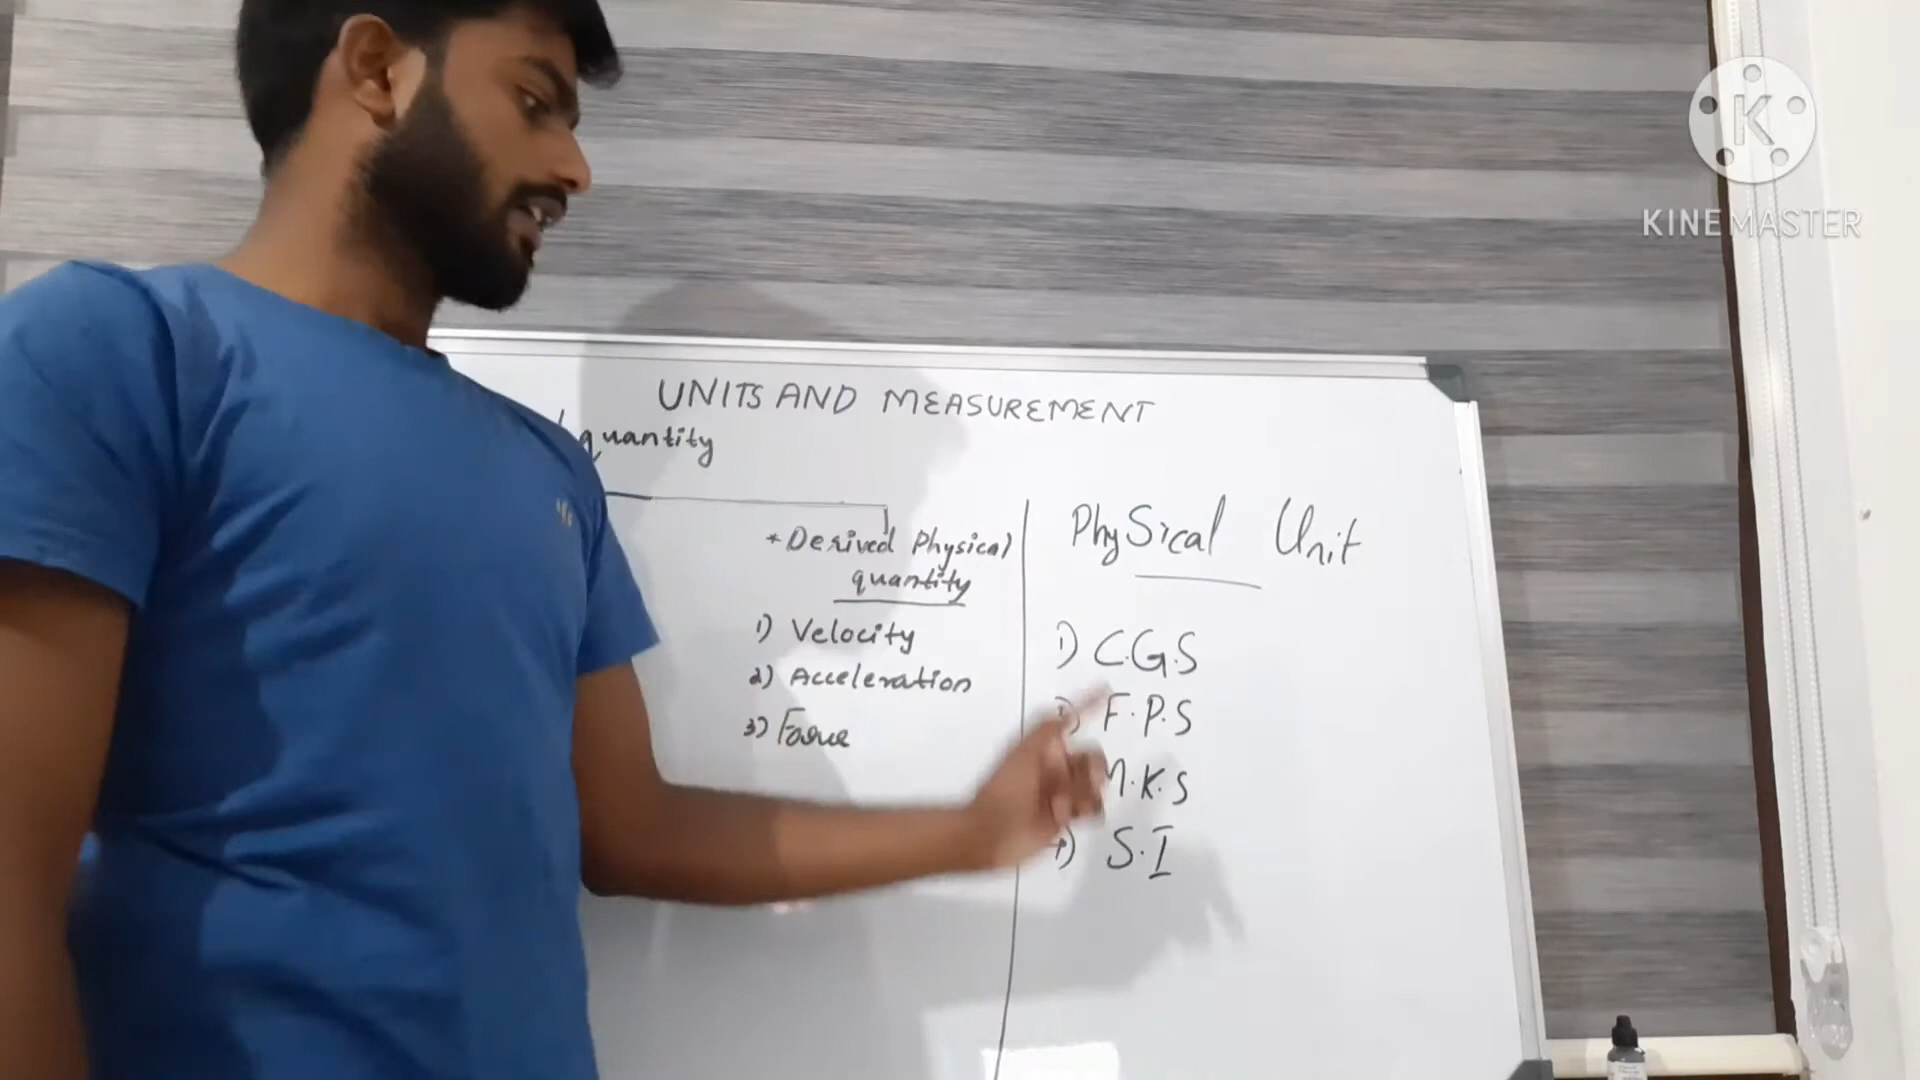 K
KINEMASTER
UNITS AND MEASUREMENT
quantity
* Derived Physical
quantity
1) Velocity
2) Acceleration
3) Force
Physical Unit
1) C.G.S
F.P.S
M.K.S
S.I